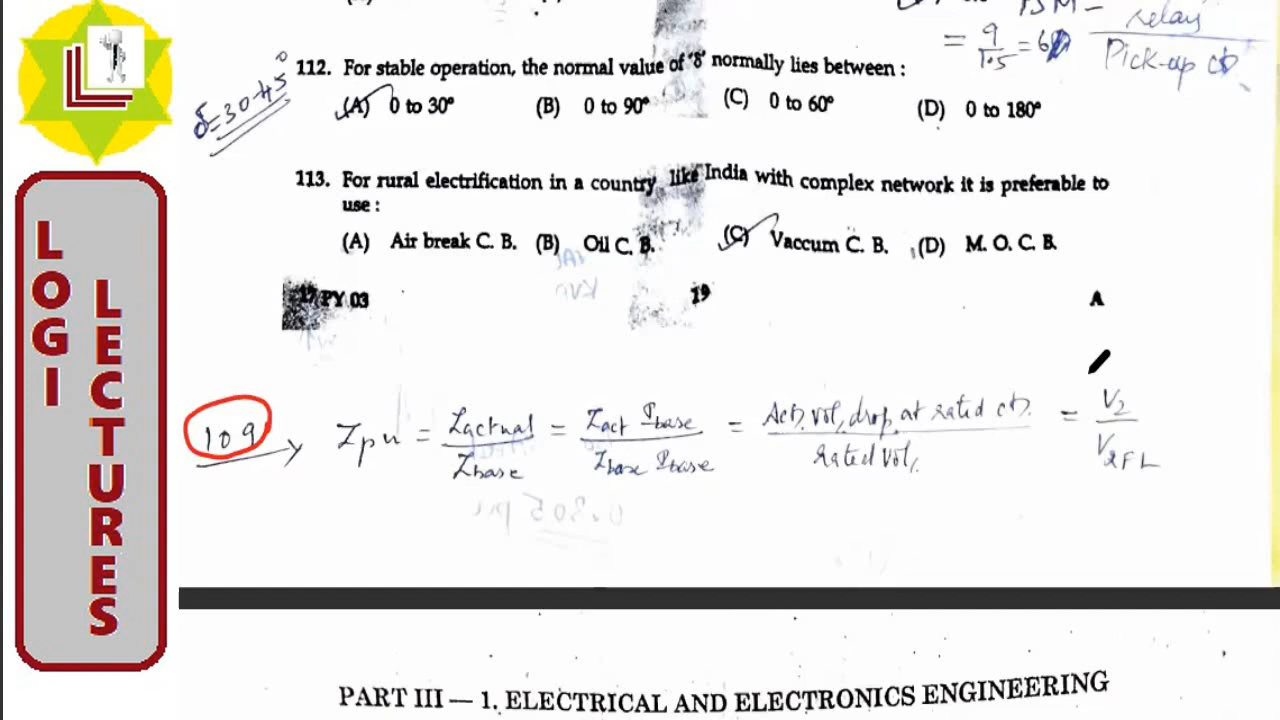 = 9/1.5 = 6
relay
Pick-up
δ=30 45°
112. For stable operation, the normal value of 'δ' normally lies between :
(A) 0 to 30° (B) 0 to 90° (C) 0 to 60° (D) 0 to 180°
113. For rural electrification in a country like India with complex network it is preferable to
use :
(A) Air break C. B. (B) Oil C. B. (C) Vaccum C. B. (D) M. O. C. B.
17 PY 03 19 A
109 → Zpu = Zactual/Zbase = Zact Ibase/Zbase Ibase = Act. vol. drop at rated ct./rated vol. = V2/V2FL
PART III — 1. ELECTRICAL AND ELECTRONICS ENGINEERING
LOGI
LECTURES